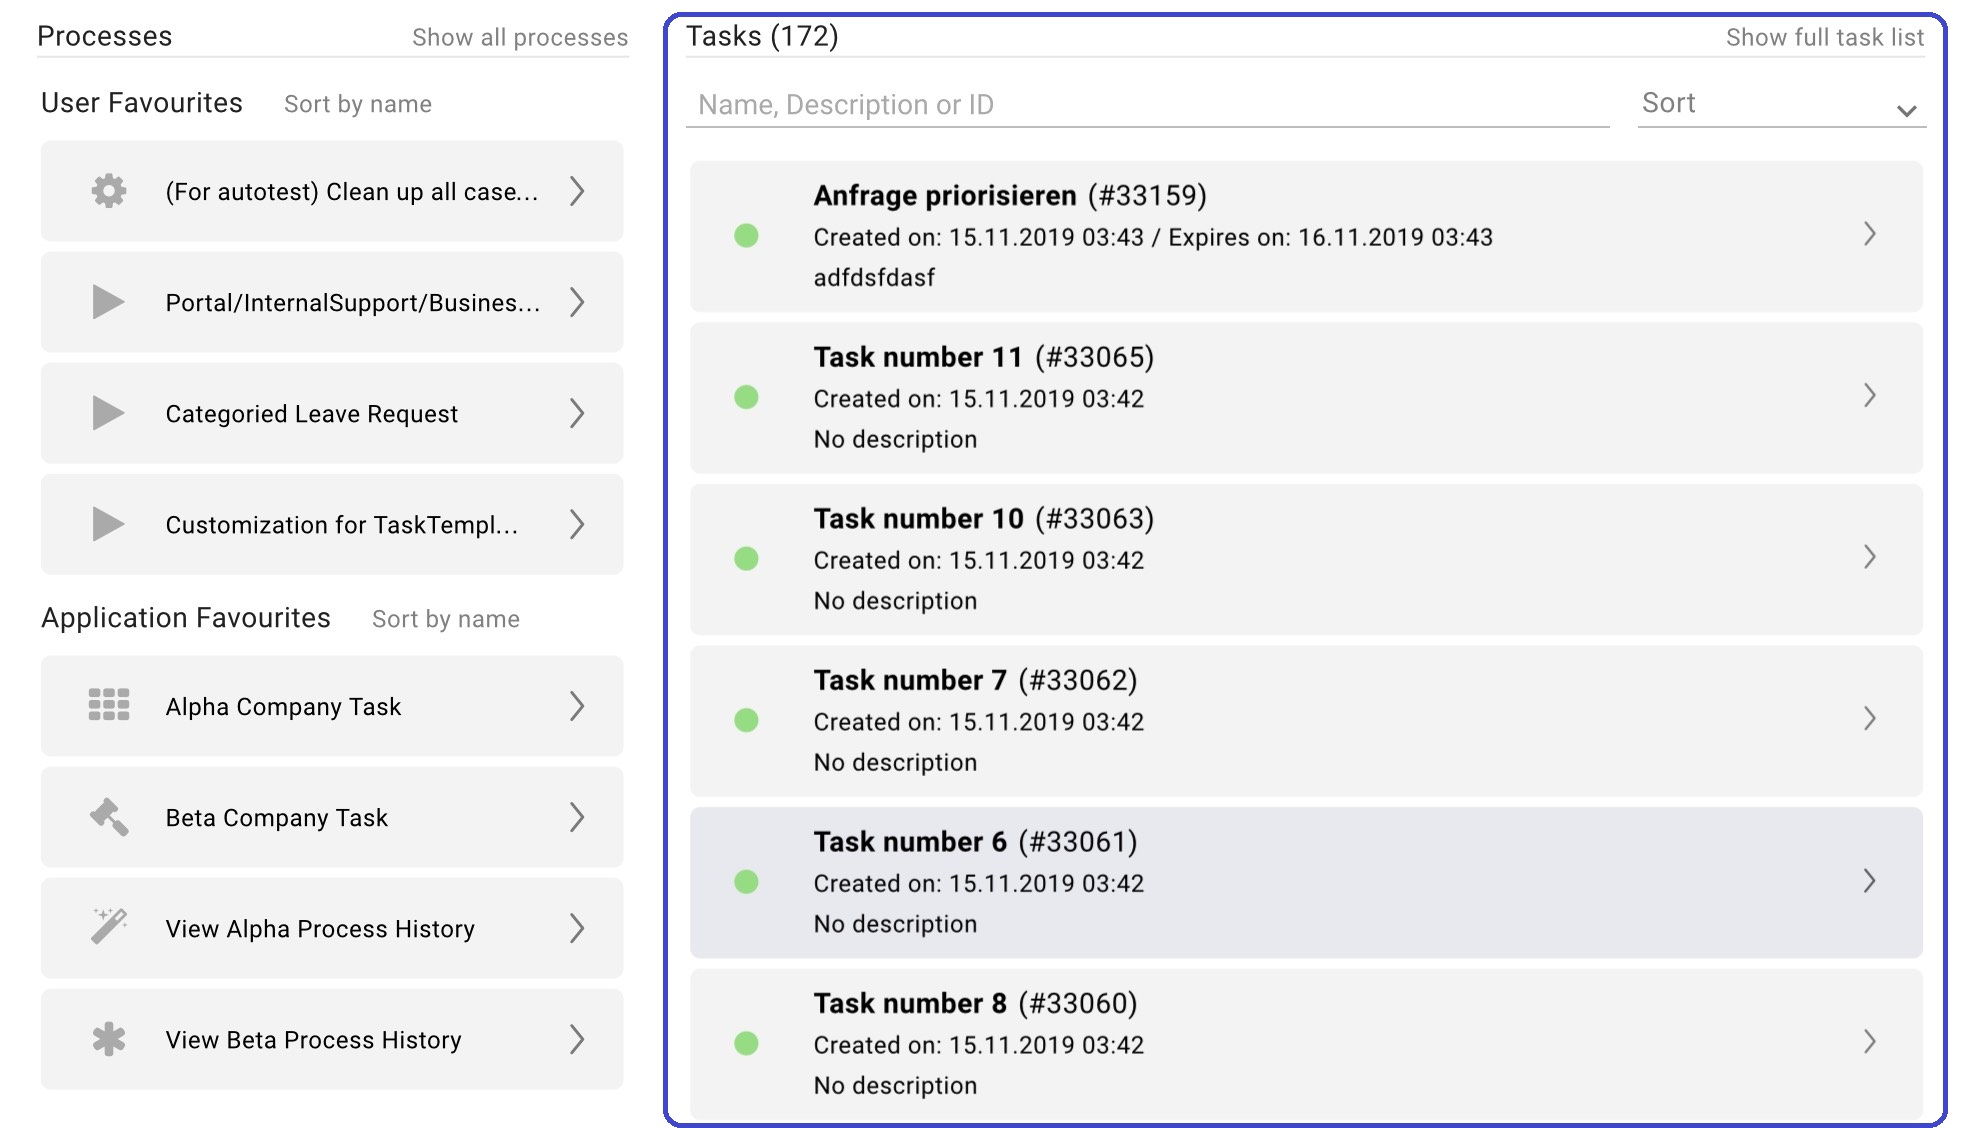 Processes
Show all processes
User Favourites
Sort by name
(For autotest) Clean up all case...
Portal/InternalSupport/Busines...
Categoried Leave Request
Customization for TaskTempl...
Application Favourites
Sort by name
Alpha Company Task
Beta Company Task
View Alpha Process History
View Beta Process History
Tasks (172)
Show full task list
Name, Description or ID
Sort
Anfrage priorisieren (#33159)
Created on: 15.11.2019 03:43 / Expires on: 16.11.2019 03:43
adfdsfdasf
Task number 11 (#33065)
Created on: 15.11.2019 03:42
No description
Task number 10 (#33063)
Created on: 15.11.2019 03:42
No description
Task number 7 (#33062)
Created on: 15.11.2019 03:42
No description
Task number 6 (#33061)
Created on: 15.11.2019 03:42
No description
Task number 8 (#33060)
Created on: 15.11.2019 03:42
No description